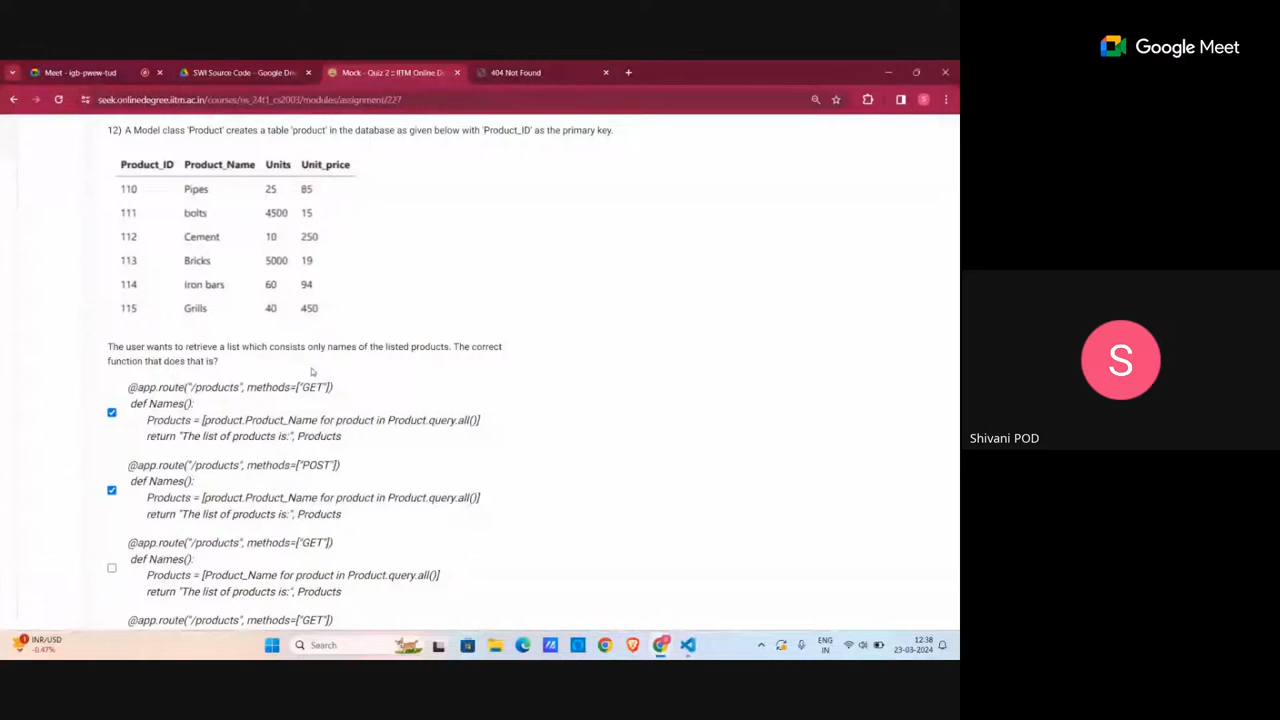 Google Meet
Meet - igb-pwew-tud
SWI Source Code - Google Dri
Mock - Quiz 2 :: IITM Online D
404 Not Found
seek.onlinedegree.iitm.ac.in/courses/ns_24t1_cs2003/modules/assignment/227
S
12) A Model class 'Product' creates a table 'product' in the database as given below with 'Product_ID' as the primary key.
Product_ID Product_Name Units Unit_price
110 Pipes 25 85
111 bolts 4500 15
112 Cement 10 250
113 Bricks 5000 19
114 Iron bars 60 94
115 Grills 40 450
The user wants to retrieve a list which consists only names of the listed products. The correct
function that does that is?
@app.route("/products", methods=["GET"])
def Names():
Products = [product.Product_Name for product in Product.query.all()]
return "The list of products is:", Products
@app.route("/products", methods=["POST"])
def Names():
Products = [product.Product_Name for product in Product.query.all()]
return "The list of products is:", Products
@app.route("/products", methods=["GET"])
def Names():
Products = [Product_Name for product in Product.query.all()]
return "The list of products is:", Products
@app.route("/products", methods=["GET"])
S
Shivani POD
INR/USD
-0.47%
Search
ENG
IN
12:38
23-03-2024